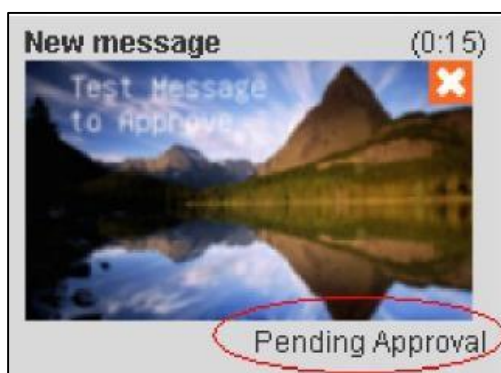 New message (0:15)
Test Message
to Approve
Pending Approval